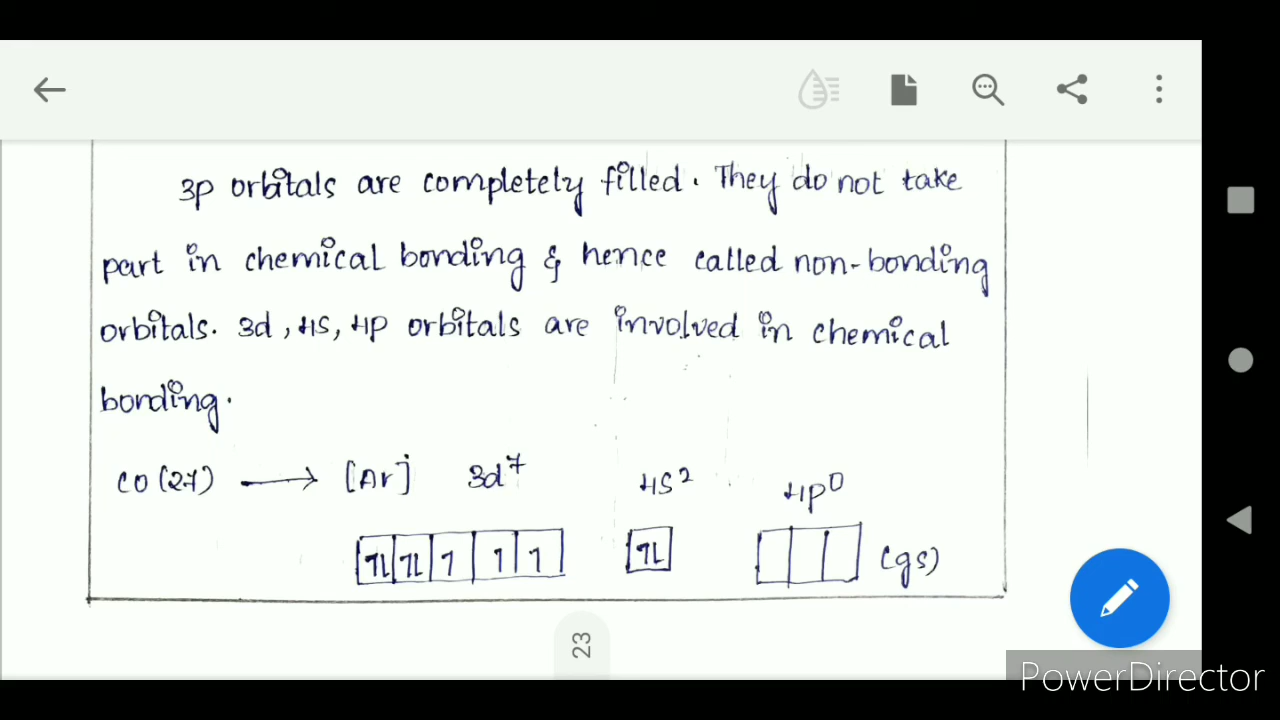 3p orbitals are completely filled. They do not take
part in chemical bonding & hence called non-bonding
orbitals. 3d, 4s, 4p orbitals are involved in chemical
bonding.
CO (27) ⟶ [Ar] 3d⁷ 4s² 4p⁰
↿⇂ ↿⇂ ↿ ↿ ↿ ↿⇂ (gs)
23
PowerDirector